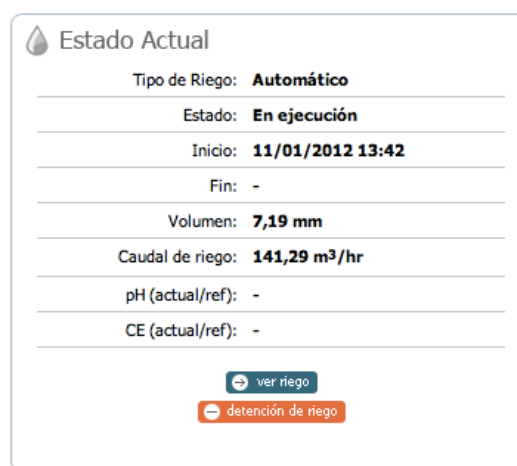 Estado Actual
Tipo de Riego: Automático
Estado: En ejecución
Inicio: 11/01/2012 13:42
Fin: -
Volumen: 7,19 mm
Caudal de riego: 141,29 m3/hr
pH (actual/ref): -
CE (actual/ref): -
ver riego
detención de riego